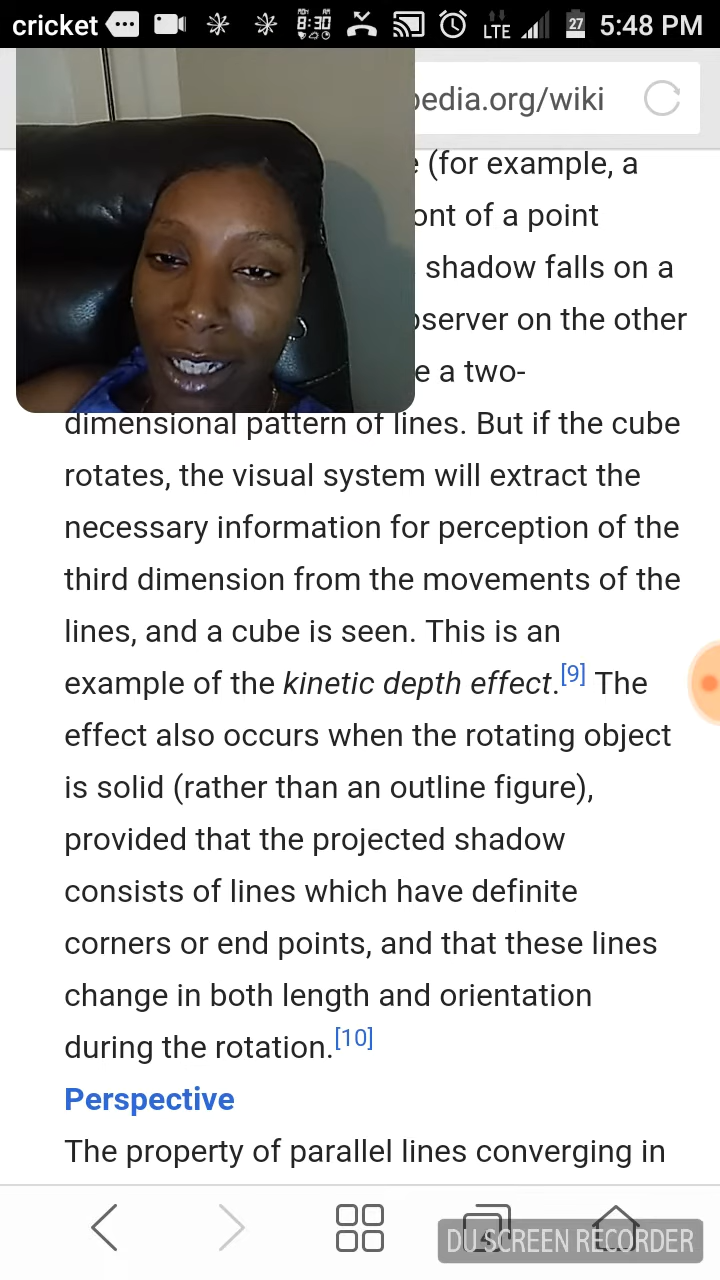 cricket 8:30 LTE 27 5:48 PM
pedia.org/wiki
(for example, a
ont of a point
shadow falls on a
server on the other
e a two-
dimensional pattern of lines. But if the cube
rotates, the visual system will extract the
necessary information for perception of the
third dimension from the movements of the
lines, and a cube is seen. This is an
example of the kinetic depth effect.[9] The
effect also occurs when the rotating object
is solid (rather than an outline figure),
provided that the projected shadow
consists of lines which have definite
corners or end points, and that these lines
change in both length and orientation
during the rotation.[10]
Perspective
The property of parallel lines converging in
DU SCREEN RECORDER